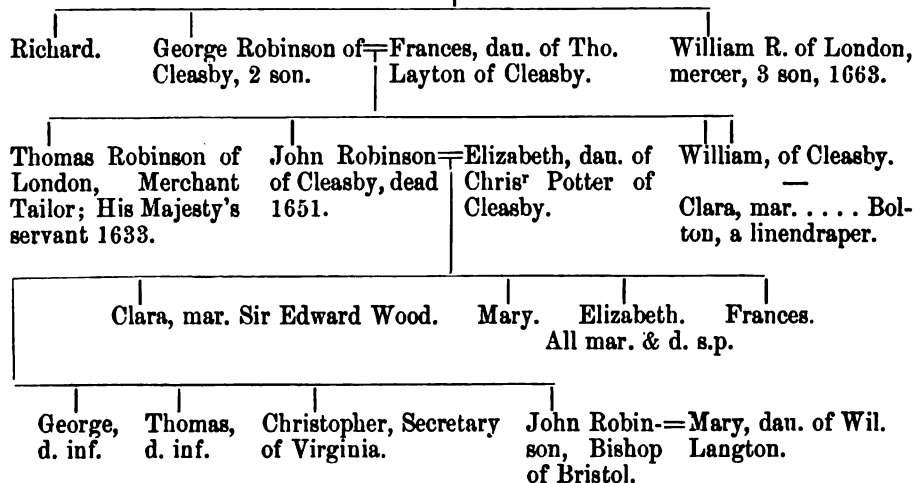 Richard.
George Robinson of
Cleasby, 2 son.
Frances, dau. of Tho.
Layton of Cleasby.
William R. of London,
mercer, 3 son, 1663.
Thomas Robinson of
London, Merchant
Tailor; His Majesty's
servant 1633.
John Robinson
of Cleasby, dead
1651.
Elizabeth, dau. of
Chrisʳ Potter of
Cleasby.
William, of Cleasby.
—
Clara, mar. . . . . . Bol-
ton, a linendraper.
Clara, mar. Sir Edward Wood.
Mary.
Elizabeth.
Frances.
All mar. & d. s.p.
George,
d. inf.
Thomas,
d. inf.
Christopher, Secretary
of Virginia.
John Robin-
son, Bishop
of Bristol.
Mary, dau. of Wil.
Langton.